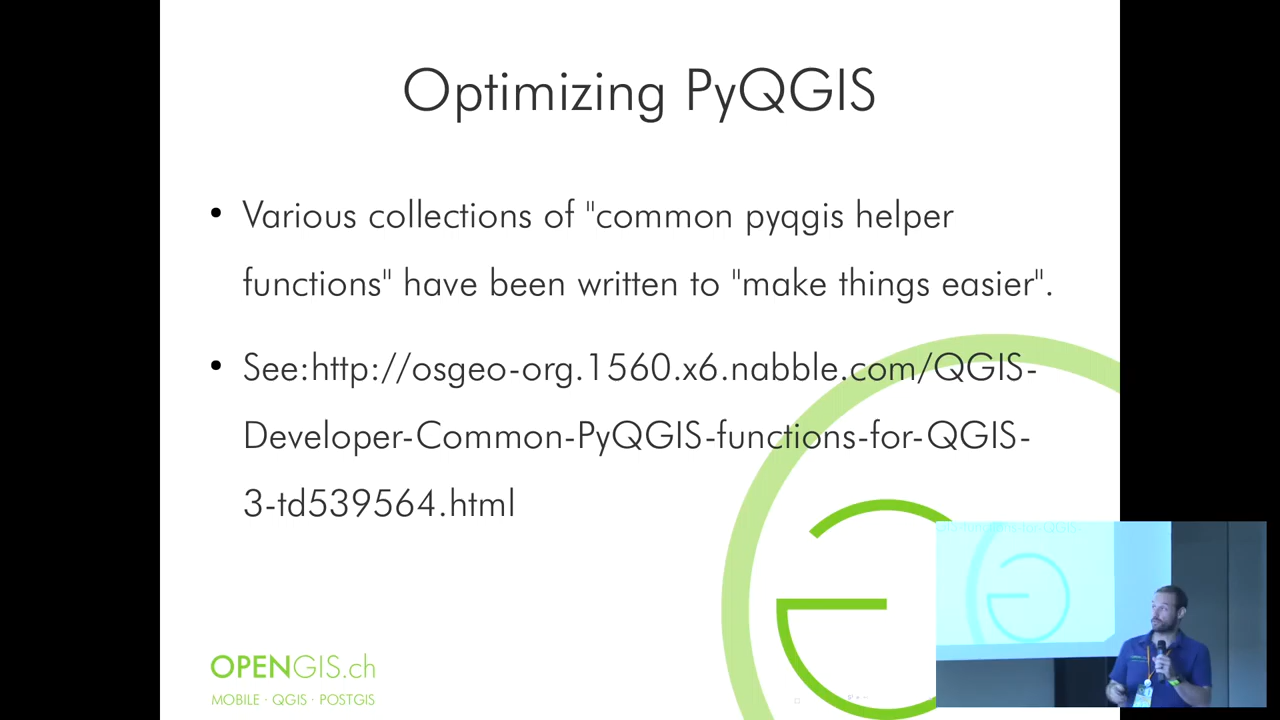 Optimizing PyQGIS
• Various collections of "common pyqgis helper
functions" have been written to "make things easier".
• See:http://osgeo-org.1560.x6.nabble.com/QGIS-
Developer-Common-PyQGIS-functions-for-QGIS-
3-td539564.html
OPENGIS.ch
MOBILE · QGIS · POSTGIS